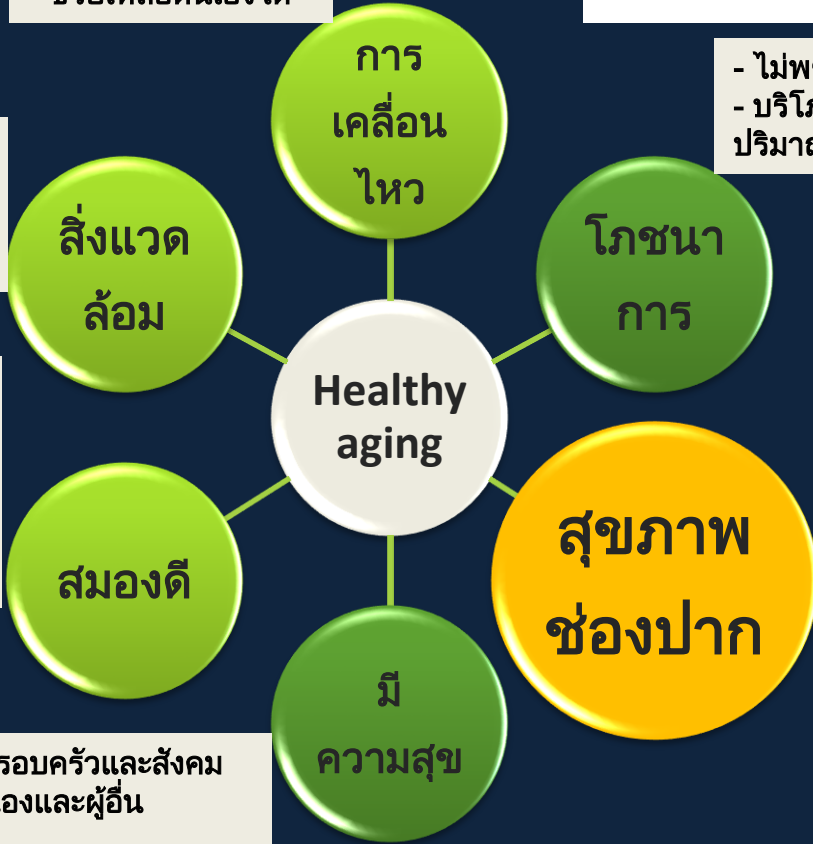 การ
เคลื่อน
ไหว
- ไม่
- บริโภ
ปริมาณ
สิ่งแวด
ล้อม
โภชนา
การ
Healthy
aging
สุขภาพ
ช่องปาก
สมองดี
มี
ความสุข
รอบครัวและสังคม
องและผู้อื่น